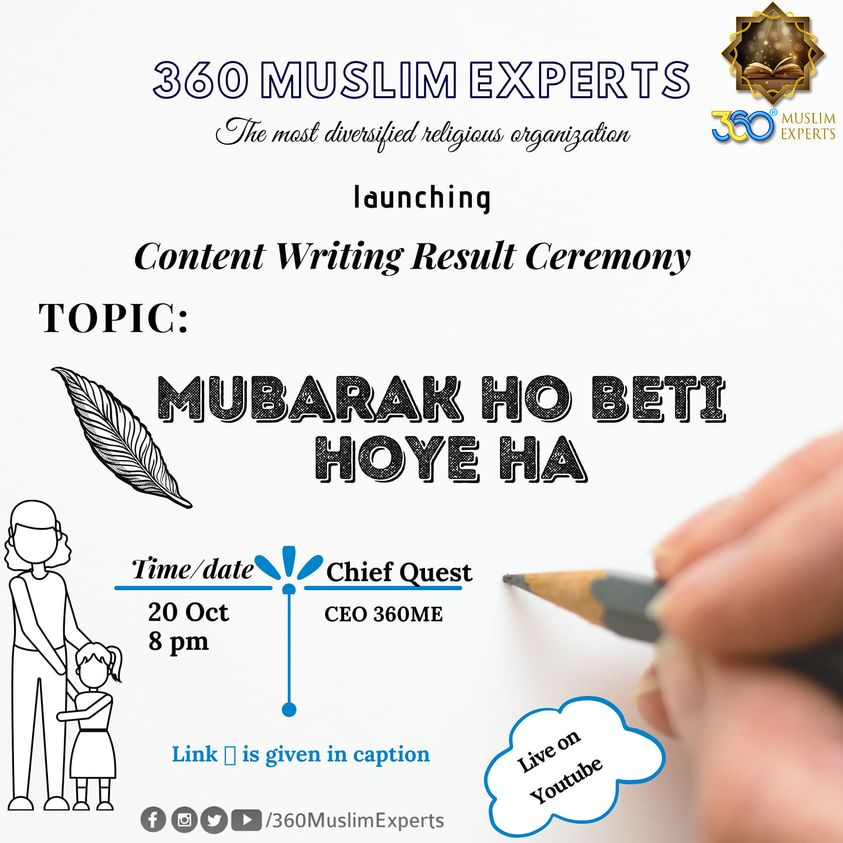 360 MUSLIM EXPERTS
The most diversified religious organization
360® MUSLIM
EXPERTS
launching
Content Writing Result Ceremony
TOPIC:
MUBARAK HO BETI
HOYE HA
Time/date
20 Oct
8 pm
Chief Quest
CEO 360ME
Link ▯ is given in caption
Live on
Youtube
/360MuslimExperts